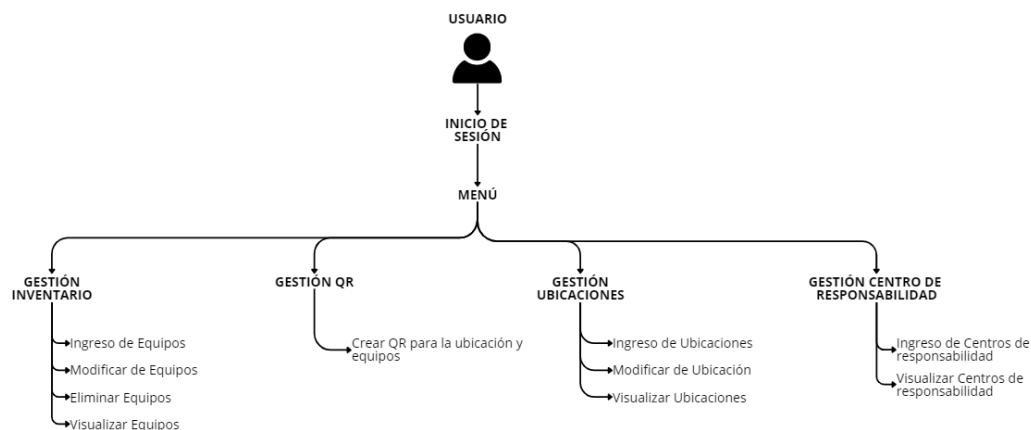 USUARIO
INICIO DE
SESIÓN
MENÚ
GESTIÓN
INVENTARIO
Ingreso de Equipos
Modificar de Equipos
Eliminar Equipos
Visualizar Equipos
GESTIÓN QR
Crear QR para la ubicación y
equipos
GESTIÓN
UBICACIONES
Ingreso de Ubicaciones
Modificar de Ubicación
Visualizar Ubicaciones
GESTIÓN CENTRO DE
RESPONSABILIDAD
Ingreso de Centros de
responsabilidad
Visualizar Centros de
responsabilidad